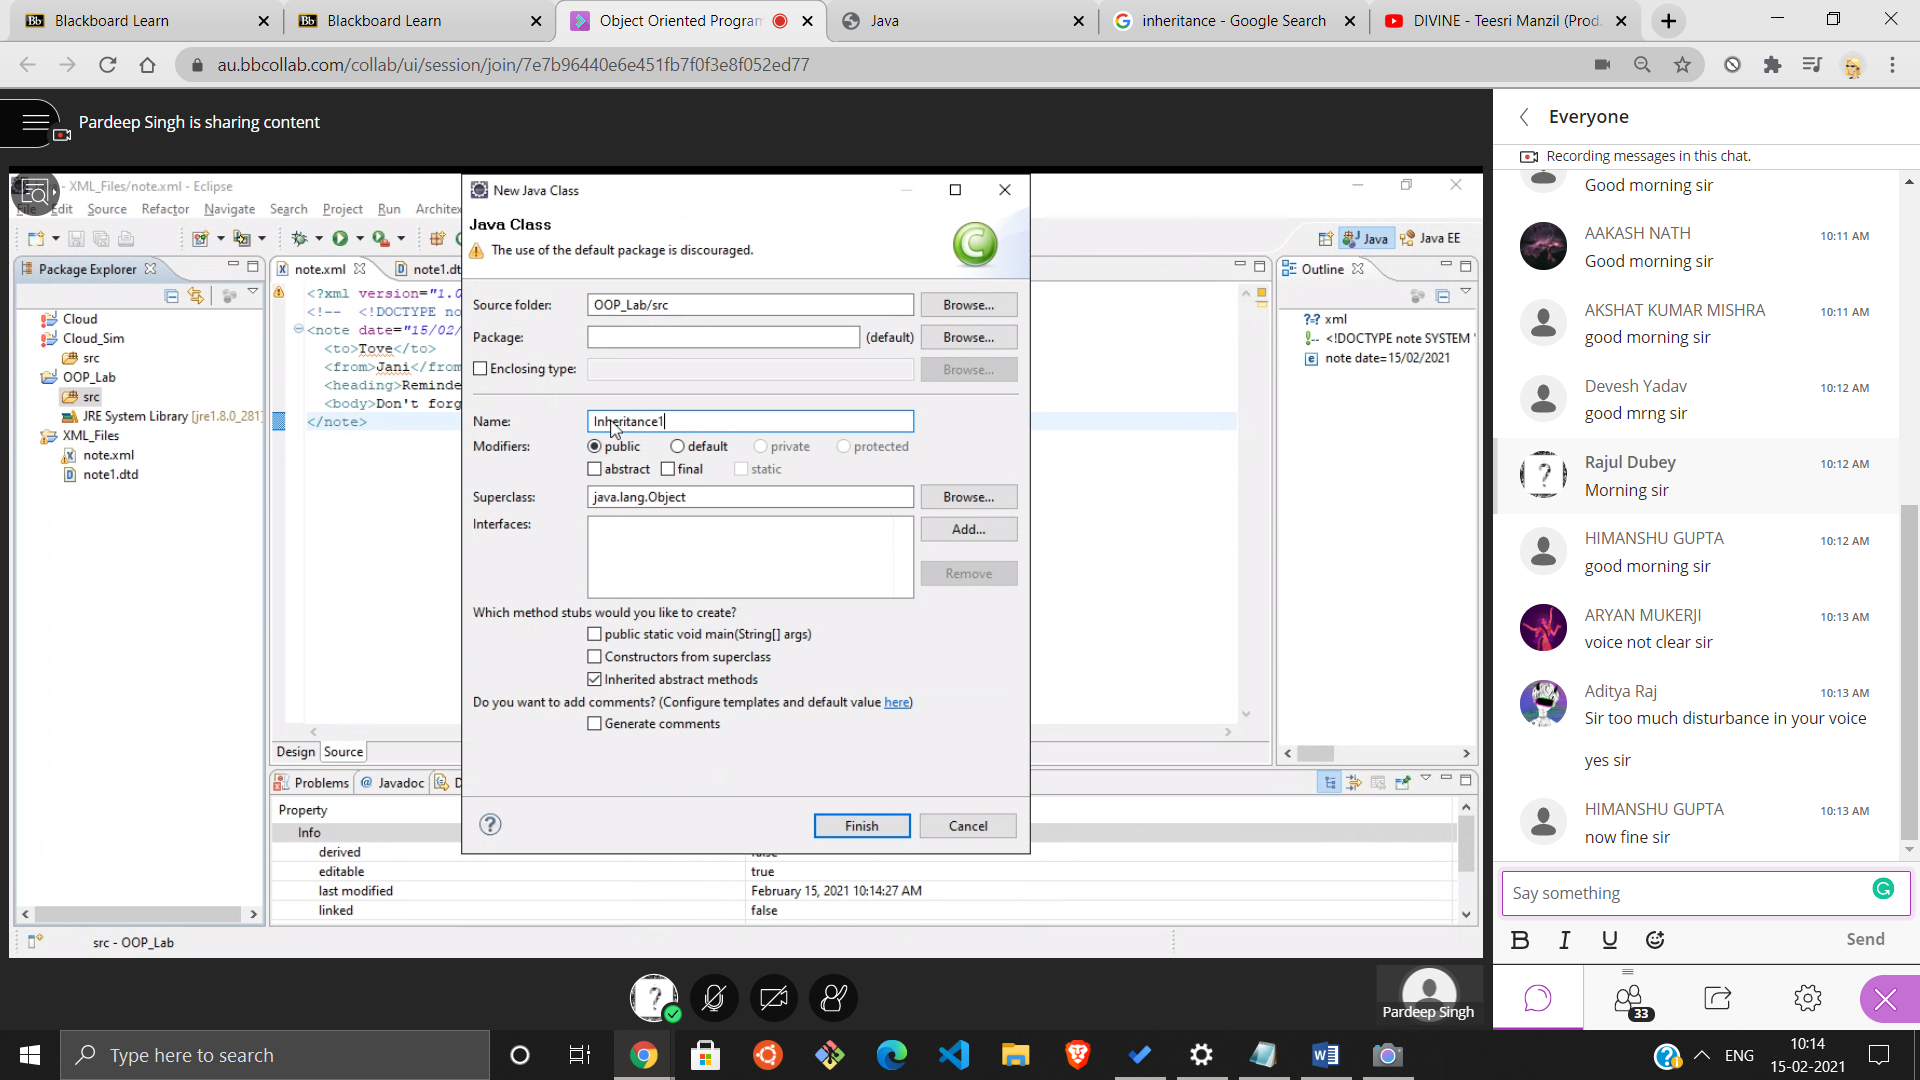 Blackboard Learn
Blackboard Learn
Object Oriented Program
Java
inheritance - Google Search
DIVINE - Teesri Manzil (Prod.
au.bbcollab.com/collab/ui/session/join/7e7b96440e6e451fb7f0f3e8f052ed77
Pardeep Singh is sharing content
- XML_Files/note.xml - Eclipse
File Edit Source Refactor Navigate Search Project Run Architex
Java
Java EE
Package Explorer
Cloud
Cloud_Sim
src
OOP_Lab
src
JRE System Library [jre1.8.0_281]
XML_Files
note.xml
note1.dtd
note.xml
note1.dt
<?xml version="1.0
<!-- <!DOCTYPE no
<note date="15/02/
<to>Tove</to>
<from>Jani</from
<heading>Reminde
<body>Don't forg
</note>
Design Source
New Java Class
Java Class
The use of the default package is discouraged.
Source folder: OOP_Lab/src Browse...
Package: (default) Browse...
Enclosing type: Browse...
Name: Inheritance1
Modifiers: public default private protected
abstract final static
Superclass: java.lang.Object Browse...
Interfaces: Add...
Remove
Which method stubs would you like to create?
public static void main(String[] args)
Constructors from superclass
Inherited abstract methods
Do you want to add comments? (Configure templates and default value here)
Generate comments
Finish Cancel
Outline
xml
<!DOCTYPE note SYSTEM '
note date=15/02/2021
Problems @ Javadoc D
Property
Info
derived false
editable true
last modified February 15, 2021 10:14:27 AM
linked false
src - OOP_Lab
Pardeep Singh
Everyone
Recording messages in this chat.
Good morning sir
AAKASH NATH 10:11 AM
Good morning sir
AKSHAT KUMAR MISHRA 10:11 AM
good morning sir
Devesh Yadav 10:12 AM
good mrng sir
Rajul Dubey 10:12 AM
Morning sir
HIMANSHU GUPTA 10:12 AM
good morning sir
ARYAN MUKERJI 10:13 AM
voice not clear sir
Aditya Raj 10:13 AM
Sir too much disturbance in your voice
yes sir
HIMANSHU GUPTA 10:13 AM
now fine sir
Say something
B I U Send
33
Type here to search
ENG
10:14
15-02-2021